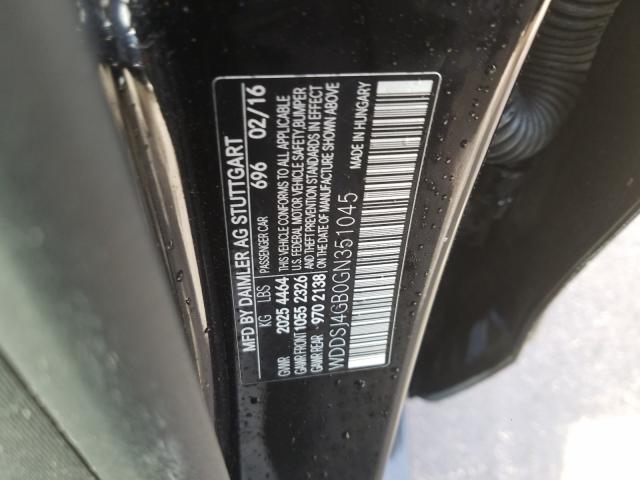 MFD BY DAIMLER AG STUTTGART
696 02/16
KG LBS PASSENGER CAR
GVWR 2025 4464 THIS VEHICLE CONFORMS TO ALL APPLICABLE
GAWR FRONT 1055 2326 U.S. FEDERAL MOTOR VEHICLE SAFETY, BUMPER
GAWR REAR 970 2138 AND THEFT PREVENTION STANDARDS IN EFFECT
ON THE DATE OF MANUFACTURE SHOWN ABOVE
WDDSJ4GB0GN351045
MADE IN HUNGARY